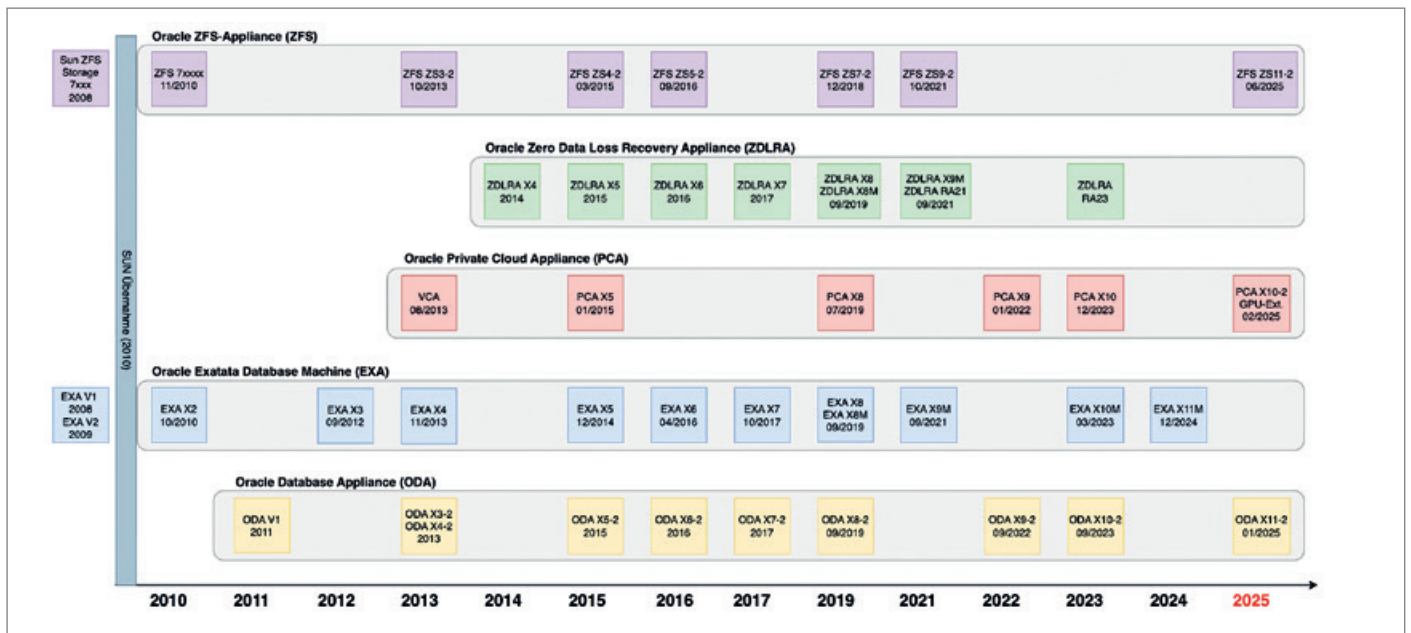 Oracle ZFS-Appliance (ZFS)
Sun ZFS
Storage
7xxx
2008
ZFS 7xxxx
11/2010
ZFS ZS3-2
10/2013
ZFS ZS4-2
03/2015
ZFS ZS5-2
09/2016
ZFS ZS7-2
12/2018
ZFS ZS9-2
10/2021
ZFS ZS11-2
06/2025
Oracle Zero Data Loss Recovery Appliance (ZDLRA)
ZDLRA X4
2014
ZDLRA X5
2015
ZDLRA X6
2016
ZDLRA X7
2017
ZDLRA X8
ZDLRA X8M
09/2019
ZDLRA X9M
ZDLRA RA21
09/2021
ZDLRA
RA23
SUN Übernahme (2010)
Oracle Private Cloud Appliance (PCA)
VCA
08/2013
PCA X5
01/2015
PCA X8
07/2019
PCA X9
01/2022
PCA X10
12/2023
PCA X10-2
GPU-Ext.
02/2025
Oracle Exatata Database Machine (EXA)
EXA V1
2008
EXA V2
2009
EXA X2
10/2010
EXA X3
09/2012
EXA X4
11/2013
EXA X5
12/2014
EXA X6
04/2016
EXA X7
10/2017
EXA X8
EXA X8M
09/2019
EXA X9M
09/2021
EXA X10M
03/2023
EXA X11M
12/2024
Oracle Database Appliance (ODA)
ODA V1
2011
ODA X3-2
ODA X4-2
2013
ODA X5-2
2015
ODA X6-2
2016
ODA X7-2
2017
ODA X8-2
09/2019
ODA X9-2
09/2022
ODA X10-2
09/2023
ODA X11-2
01/2025
2010
2011
2012
2013
2014
2015
2016
2017
2019
2021
2022
2023
2024
2025